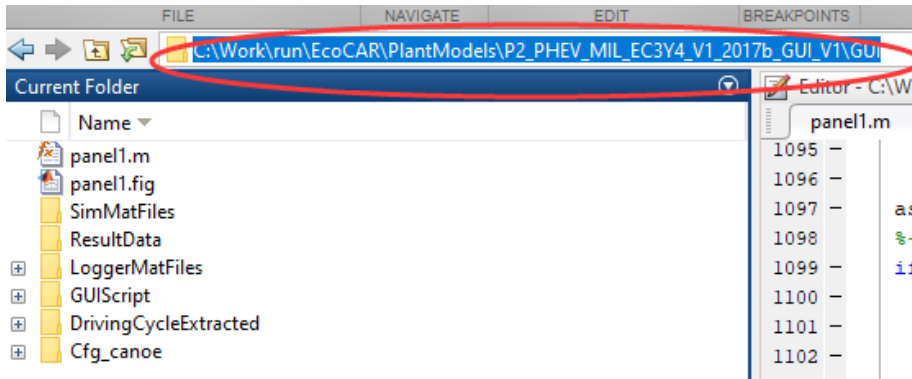 FILE NAVIGATE EDIT BREAKPOINTS
C:\Work\run\EcoCAR\PlantModels\P2_PHEV_MIL_EC3Y4_V1_2017b_GUI_V1\GUI
Current Folder
Editor - C:\W
Name
panel1.m
panel1.m
panel1.fig
SimMatFiles
ResultData
LoggerMatFiles
GUIScript
DrivingCycleExtracted
Cfg_canoe
1095 -
1096 -
1097 - as
1098 %-
1099 - if
1100 -
1101 -
1102 -